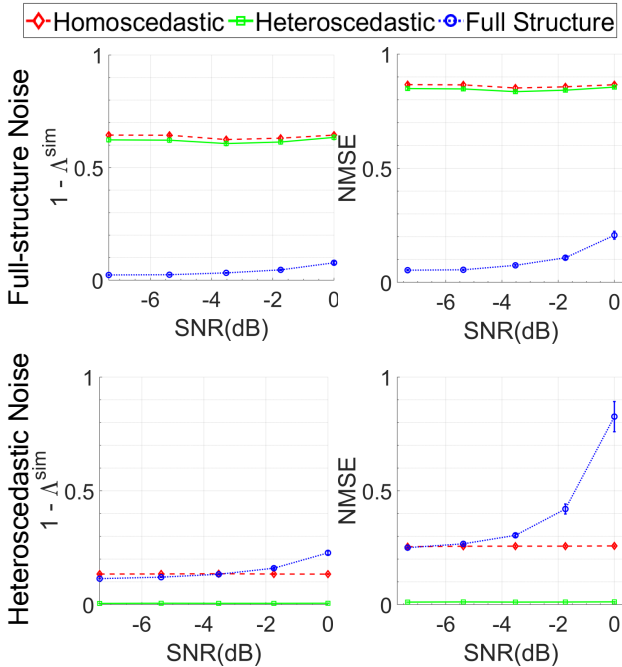 Homoscedastic Heteroscedastic Full Structure
Full-structure Noise
1 - Λsim
1
0.5
0
-6 -4 -2 0
SNR(dB)
NMSE
1
0.5
0
-6 -4 -2 0
SNR(dB)
Heteroscedastic Noise
1 - Λsim
1
0.5
0
-6 -4 -2 0
SNR(dB)
NMSE
1
0.5
0
-6 -4 -2 0
SNR(dB)